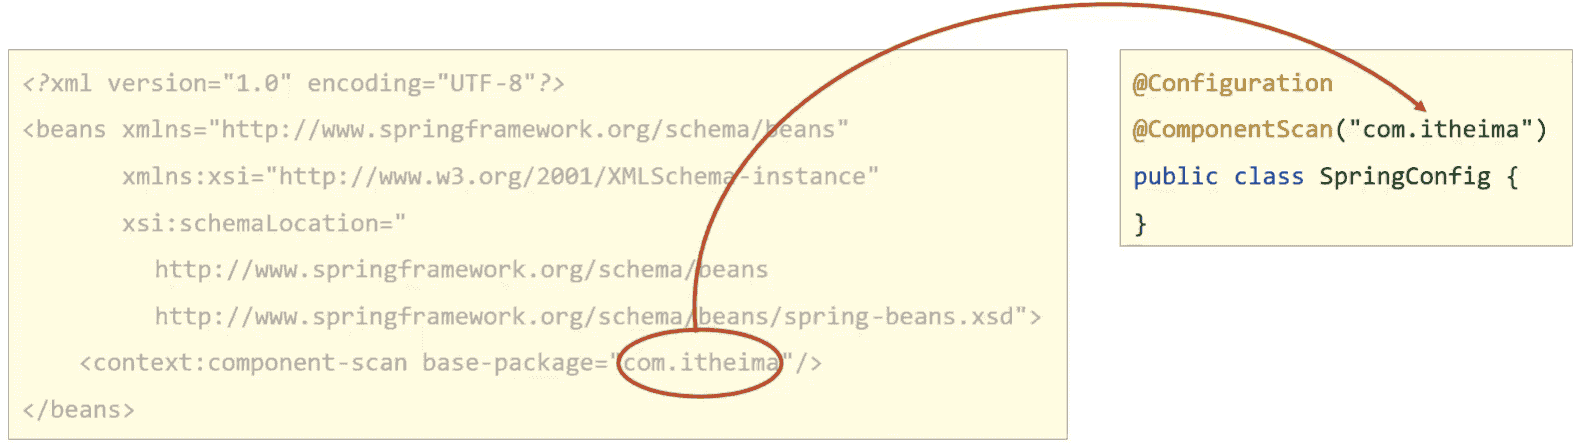 <?xml version="1.0" encoding="UTF-8"?>
<beans xmlns="http://www.springframework.org/schema/beans"
xmlns:xsi="http://www.w3.org/2001/XMLSchema-instance"
xsi:schemaLocation="
http://www.springframework.org/schema/beans
http://www.springframework.org/schema/beans/spring-beans.xsd">
<context:component-scan base-package="com.itheima"/>
</beans>
@Configuration
@ComponentScan("com.itheima")
public class SpringConfig {
}